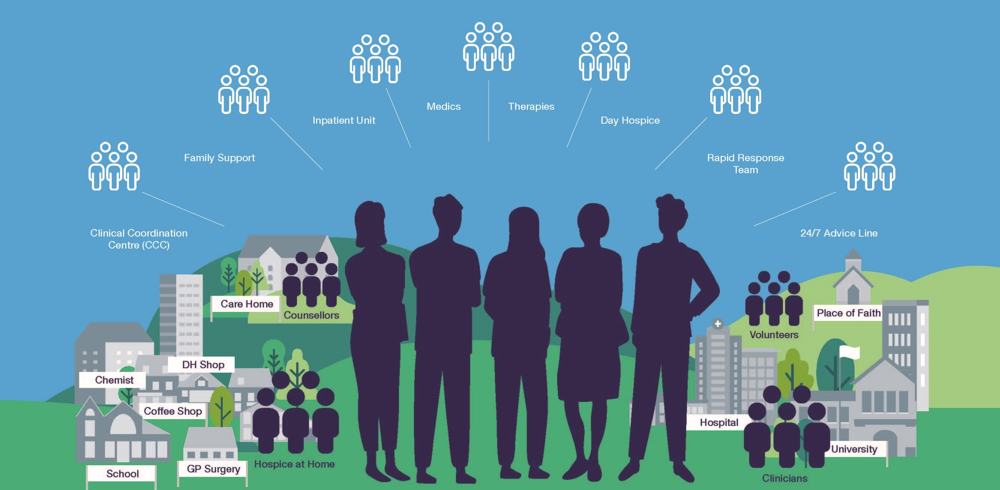 Medics
Therapies
Inpatient Unit
Day Hospice
Family Support
Rapid Response
Team
Clinical Coordination
Centre (CCC)
24/7 Advice Line
Care Home
Counsellors
Place of Faith
Volunteers
DH Shop
Chemist
Coffee Shop
Hospital
University
Hospice at Home
GP Surgery
School
Clinicians